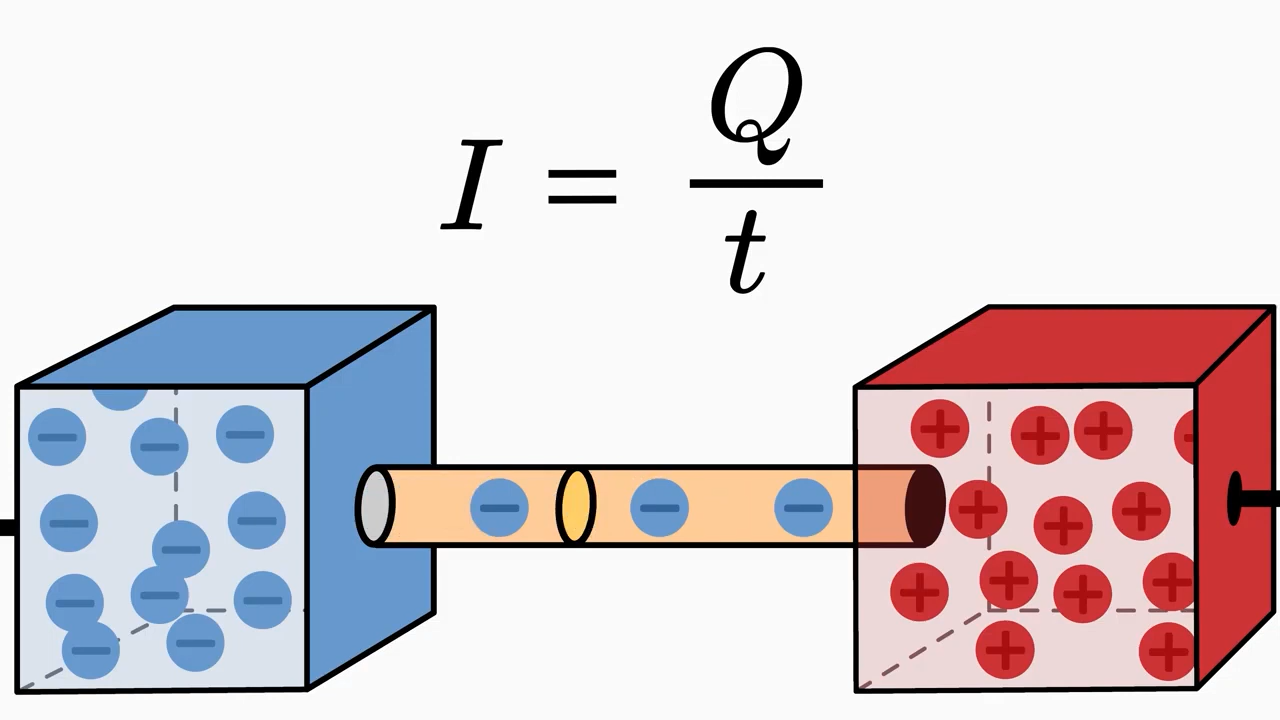 I = Q/t